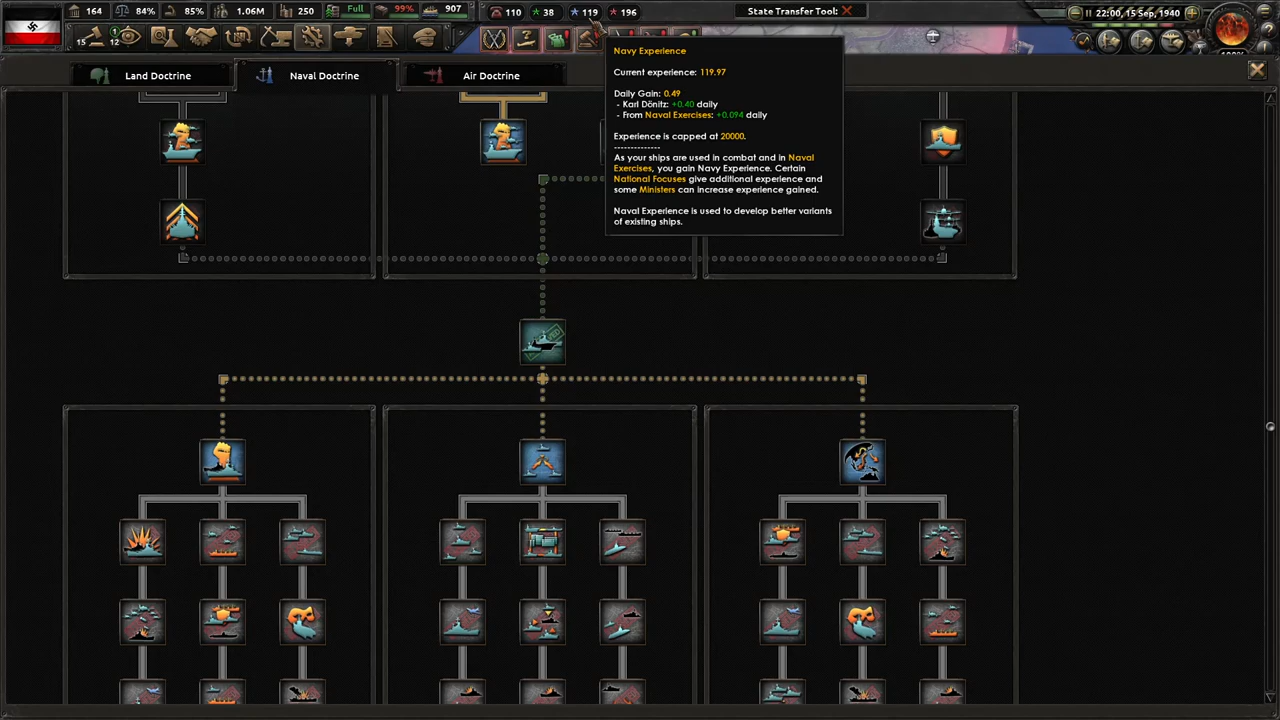 164 84% 85% 1.06M 250 Full 99% 907 110 38 119 196 State Transfer Tool: 22:00, 15 Sep, 1940
15 1 12
100%
Land Doctrine Naval Doctrine Air Doctrine
Navy Experience
Current experience: 119.97
Daily Gain: 0.49
- Karl Dönitz: +0.40 daily
- From Naval Exercises: +0.094 daily
Experience is capped at 20000.
--------------
As your ships are used in combat and in Naval
Exercises, you gain Navy Experience. Certain
National Focuses give additional experience and
some Ministers can increase experience gained.
Naval Experience is used to develop better variants
of existing ships.